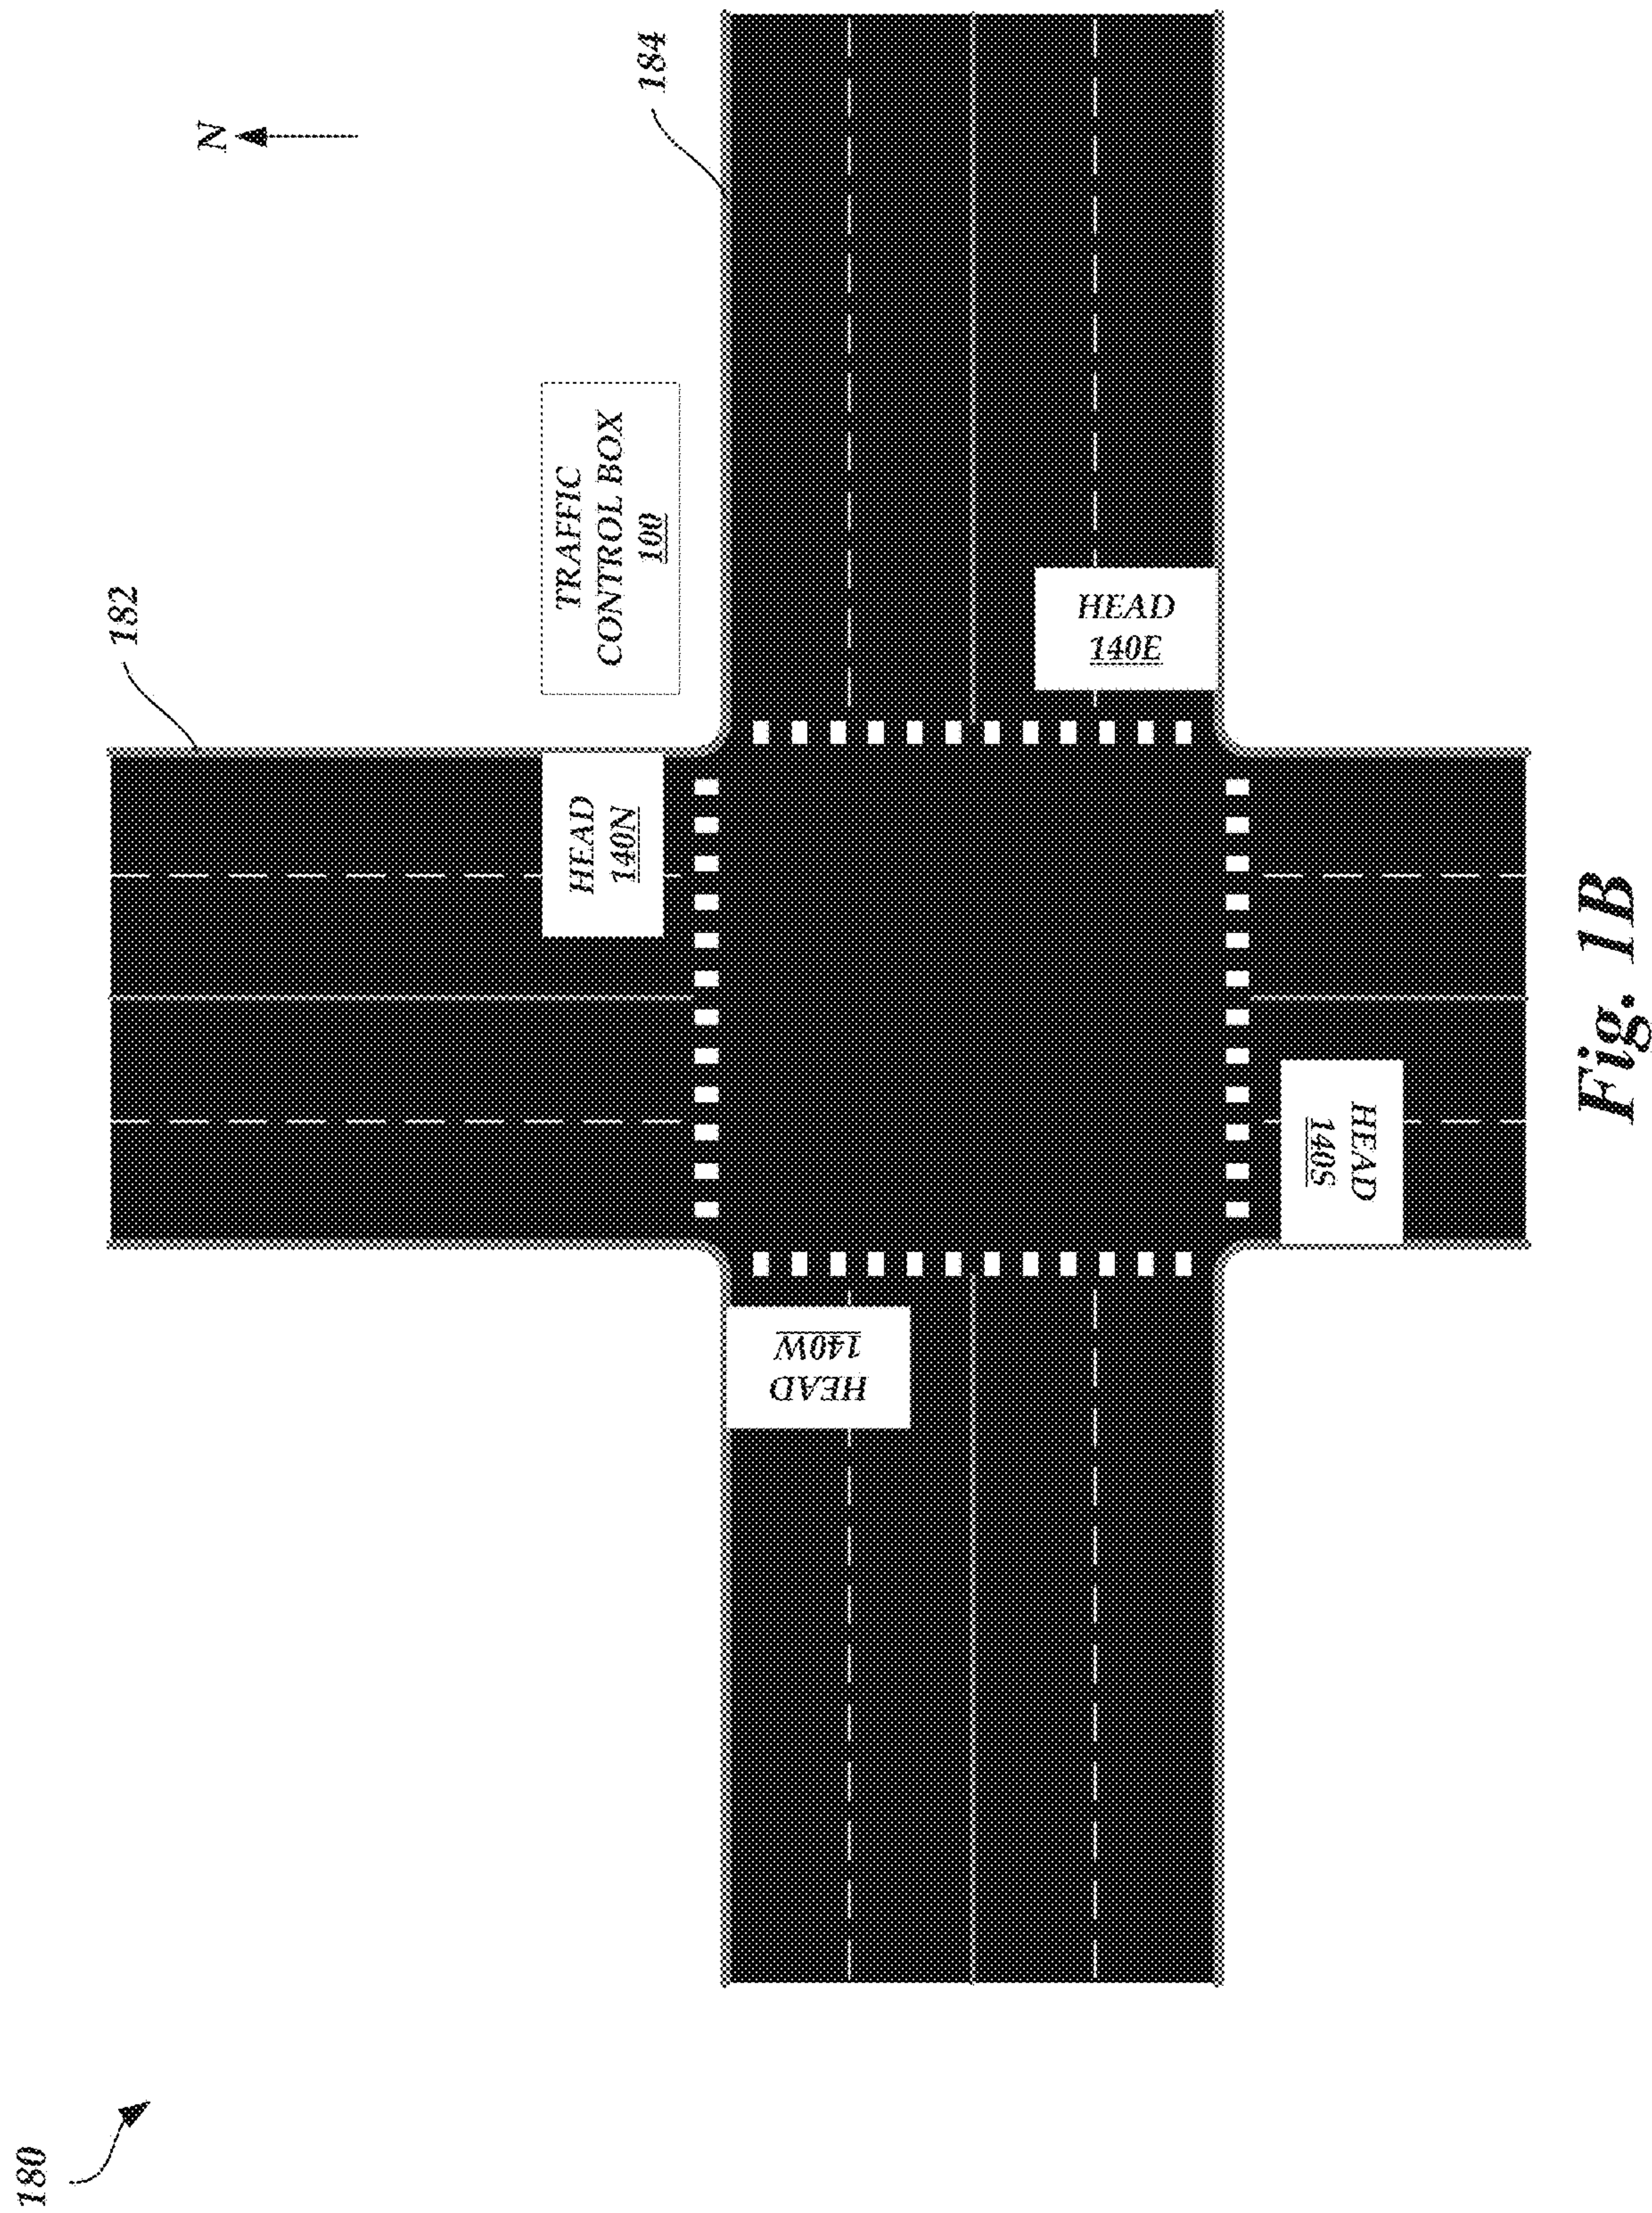 180
182
N
TRAFFIC
CONTROL BOX
100
184
HEAD
140N
HEAD
140W
HEAD
140E
HEAD
140S
Fig. 1B